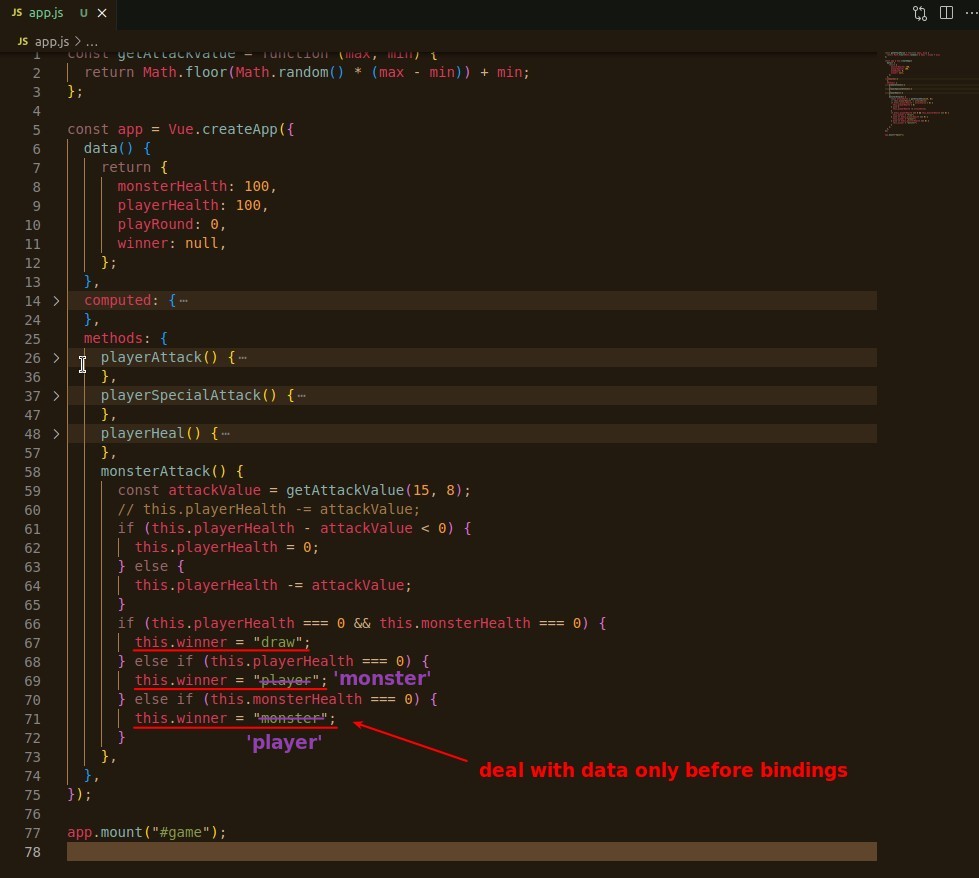 JS app.js U ×
JS app.js > ...
1 const getAttackValue = function (max, min) {
2 return Math.floor(Math.random() * (max - min)) + min;
3 };
4
5 const app = Vue.createApp({
6 data() {
7 return {
8 monsterHealth: 100,
9 playerHealth: 100,
10 playRound: 0,
11 winner: null,
12 };
13 },
14 > computed: {⋯
24 },
25 methods: {
26 > playerAttack() {⋯
36 },
37 > playerSpecialAttack() {⋯
47 },
48 > playerHeal() {⋯
57 },
58 monsterAttack() {
59 const attackValue = getAttackValue(15, 8);
60 // this.playerHealth -= attackValue;
61 if (this.playerHealth - attackValue < 0) {
62 this.playerHealth = 0;
63 } else {
64 this.playerHealth -= attackValue;
65 }
66 if (this.playerHealth === 0 && this.monsterHealth === 0) {
67 this.winner = "draw";
68 } else if (this.playerHealth === 0) {
69 this.winner = "player"; 'monster'
70 } else if (this.monsterHealth === 0) {
71 this.winner = "monster";
72 }
'player'
73 },
deal with data only before bindings
74 },
75 });
76
77 app.mount("#game");
78